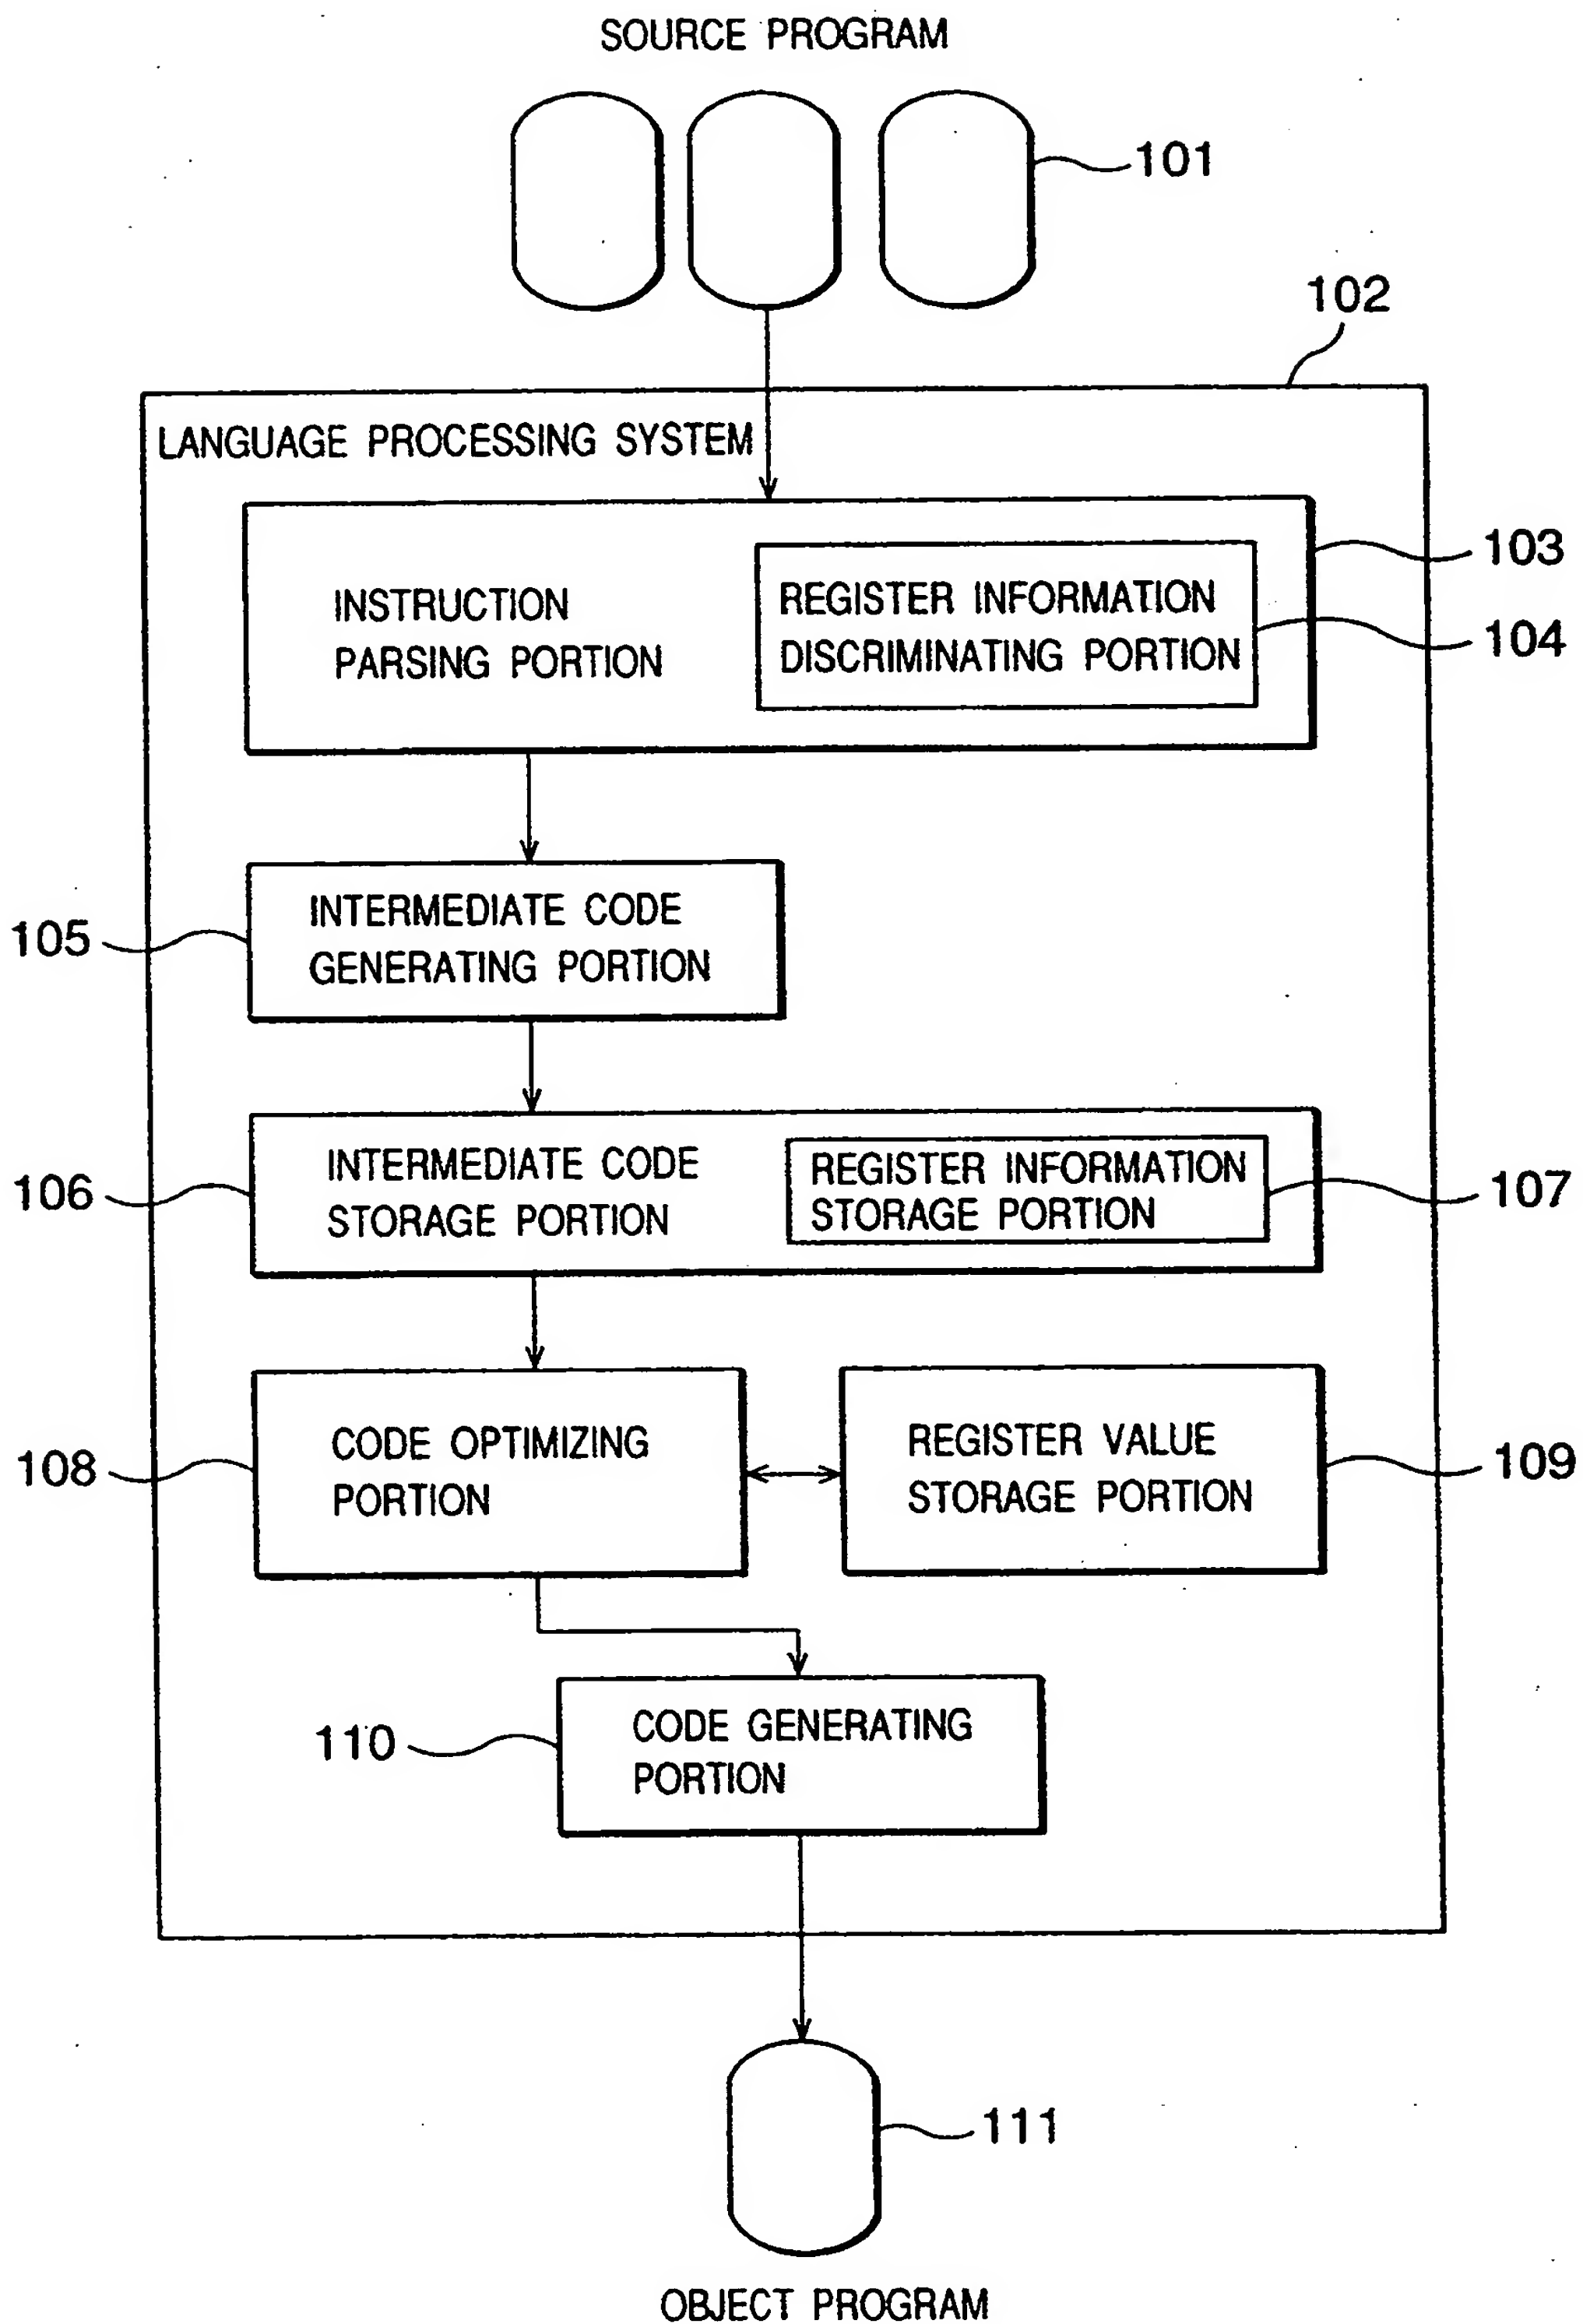 SOURCE PROGRAM
101
102
LANGUAGE PROCESSING SYSTEM
103
INSTRUCTION
PARSING PORTION
REGISTER INFORMATION
DISCRIMINATING PORTION
104
105
INTERMEDIATE CODE
GENERATING PORTION
106
INTERMEDIATE CODE
STORAGE PORTION
REGISTER INFORMATION
STORAGE PORTION
107
108
CODE OPTIMIZING
PORTION
REGISTER VALUE
STORAGE PORTION
109
110
CODE GENERATING
PORTION
111
OBJECT PROGRAM